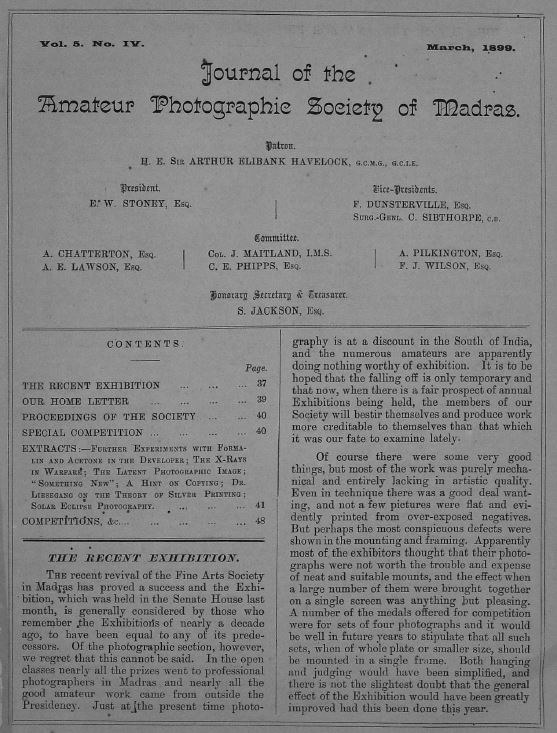 Vol. 5. No. IV.
March, 1899.
Journal of the
Amateur Photographic Society of Madras.
Patron.
H. E. SIR ARTHUR ELIBANK HAVELOCK, G.C.M.G., G.C.I.E.
President.
E. W. STONEY, ESQ.
Vice-Presidents.
F. DUNSTERVILLE, ESQ.
SURG.-GENL. C. SIBTHORPE, C.B.
Committee.
A. CHATTERTON, ESQ.
A. E. LAWSON, ESQ.
COL. J. MAITLAND, I.M.S.
C. E. PHIPPS, ESQ.
A. PILKINGTON, ESQ.
F. J. WILSON, ESQ.
Honorary Secretary & Treasurer.
S. JACKSON, ESQ.
CONTENTS.
Page.
THE RECENT EXHIBITION ... ... ... 37
OUR HOME LETTER ... ... ... ... 39
PROCEEDINGS OF THE SOCIETY ... ... 40
SPECIAL COMPETITION ... ... ... ... 40
EXTRACTS :—FURTHER EXPERIMENTS WITH FORMA-
LIN AND ACETONE IN THE DEVELOPER; THE X-RAYS
IN WARFARE; THE LATENT PHOTOGRAPHIC IMAGE;
"SOMETHING NEW"; A HINT ON COPYING; DR.
LIESEGANG ON THE THEORY OF SILVER PRINTING;
SOLAR ECLIPSE PHOTOGRAPHY. ... ... ... 41
COMPETITIONS, &c.... ... ... ... ... 48
THE RECENT EXHIBITION.
THE recent revival of the Fine Arts Society
in Madras has proved a success and the Exhi-
bition, which was held in the Senate House last
month, is generally considered by those who
remember the Exhibitions of nearly a decade
ago, to have been equal to any of its prede-
cessors. Of the photographic section, however,
we regret that this cannot be said. In the open
classes nearly all the prizes went to professional
photographers in Madras and nearly all the
good amateur work came from outside the
Presidency. Just at the present time photo-
graphy is at a discount in the South of India,
and the numerous amateurs are apparently
doing nothing worthy of exhibition. It is to be
hoped that the falling off is only temporary and
that now, when there is a fair prospect of annual
Exhibitions being held, the members of our
Society will bestir themselves and produce work
more creditable to themselves than that which
it was our fate to examine lately.
Of course there were some very good
things, but most of the work was purely mecha-
nical and entirely lacking in artistic quality.
Even in technique there was a good deal want-
ing, and not a few pictures were flat and evi-
dently printed from over-exposed negatives.
But perhaps the most conspicuous defects were
shown in the mounting and framing. Apparently
most of the exhibitors thought that their photo-
graphs were not worth the trouble and expense
of neat and suitable mounts, and the effect when
a large number of them were brought together
on a single screen was anything but pleasing.
A number of the medals offered for competition
were for sets of four photographs and it would
be well in future years to stipulate that all such
sets, when of whole plate or smaller size, should
be mounted in a single frame. Both hanging
and judging would have been simplified, and
there is not the slightest doubt that the general
effect of the Exhibition would have been greatly
improved had this been done this year.